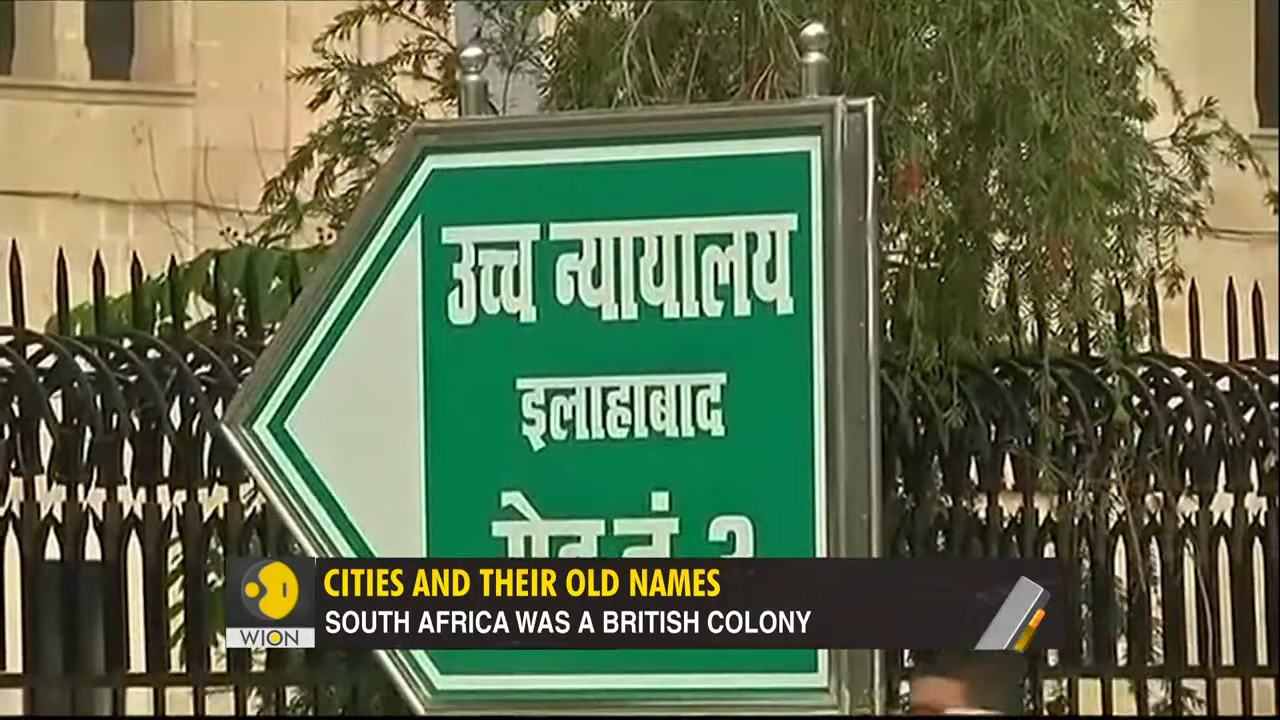 उच्च न्यायालय
इलाहाबाद
CITIES AND THEIR OLD NAMES
SOUTH AFRICA WAS A BRITISH COLONY
WION